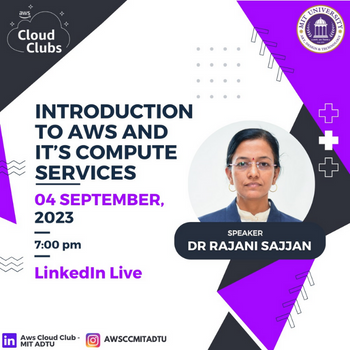 aws
Cloud
Clubs
MIT UNIVERSITY
INTRODUCTION
TO AWS AND
IT'S COMPUTE
SERVICES
04 SEPTEMBER,
2023
7:00 pm
LinkedIn Live
SPEAKER
DR RAJANI SAJJAN
Aws Cloud Club -
MIT ADTU
AWSCCMITADTU